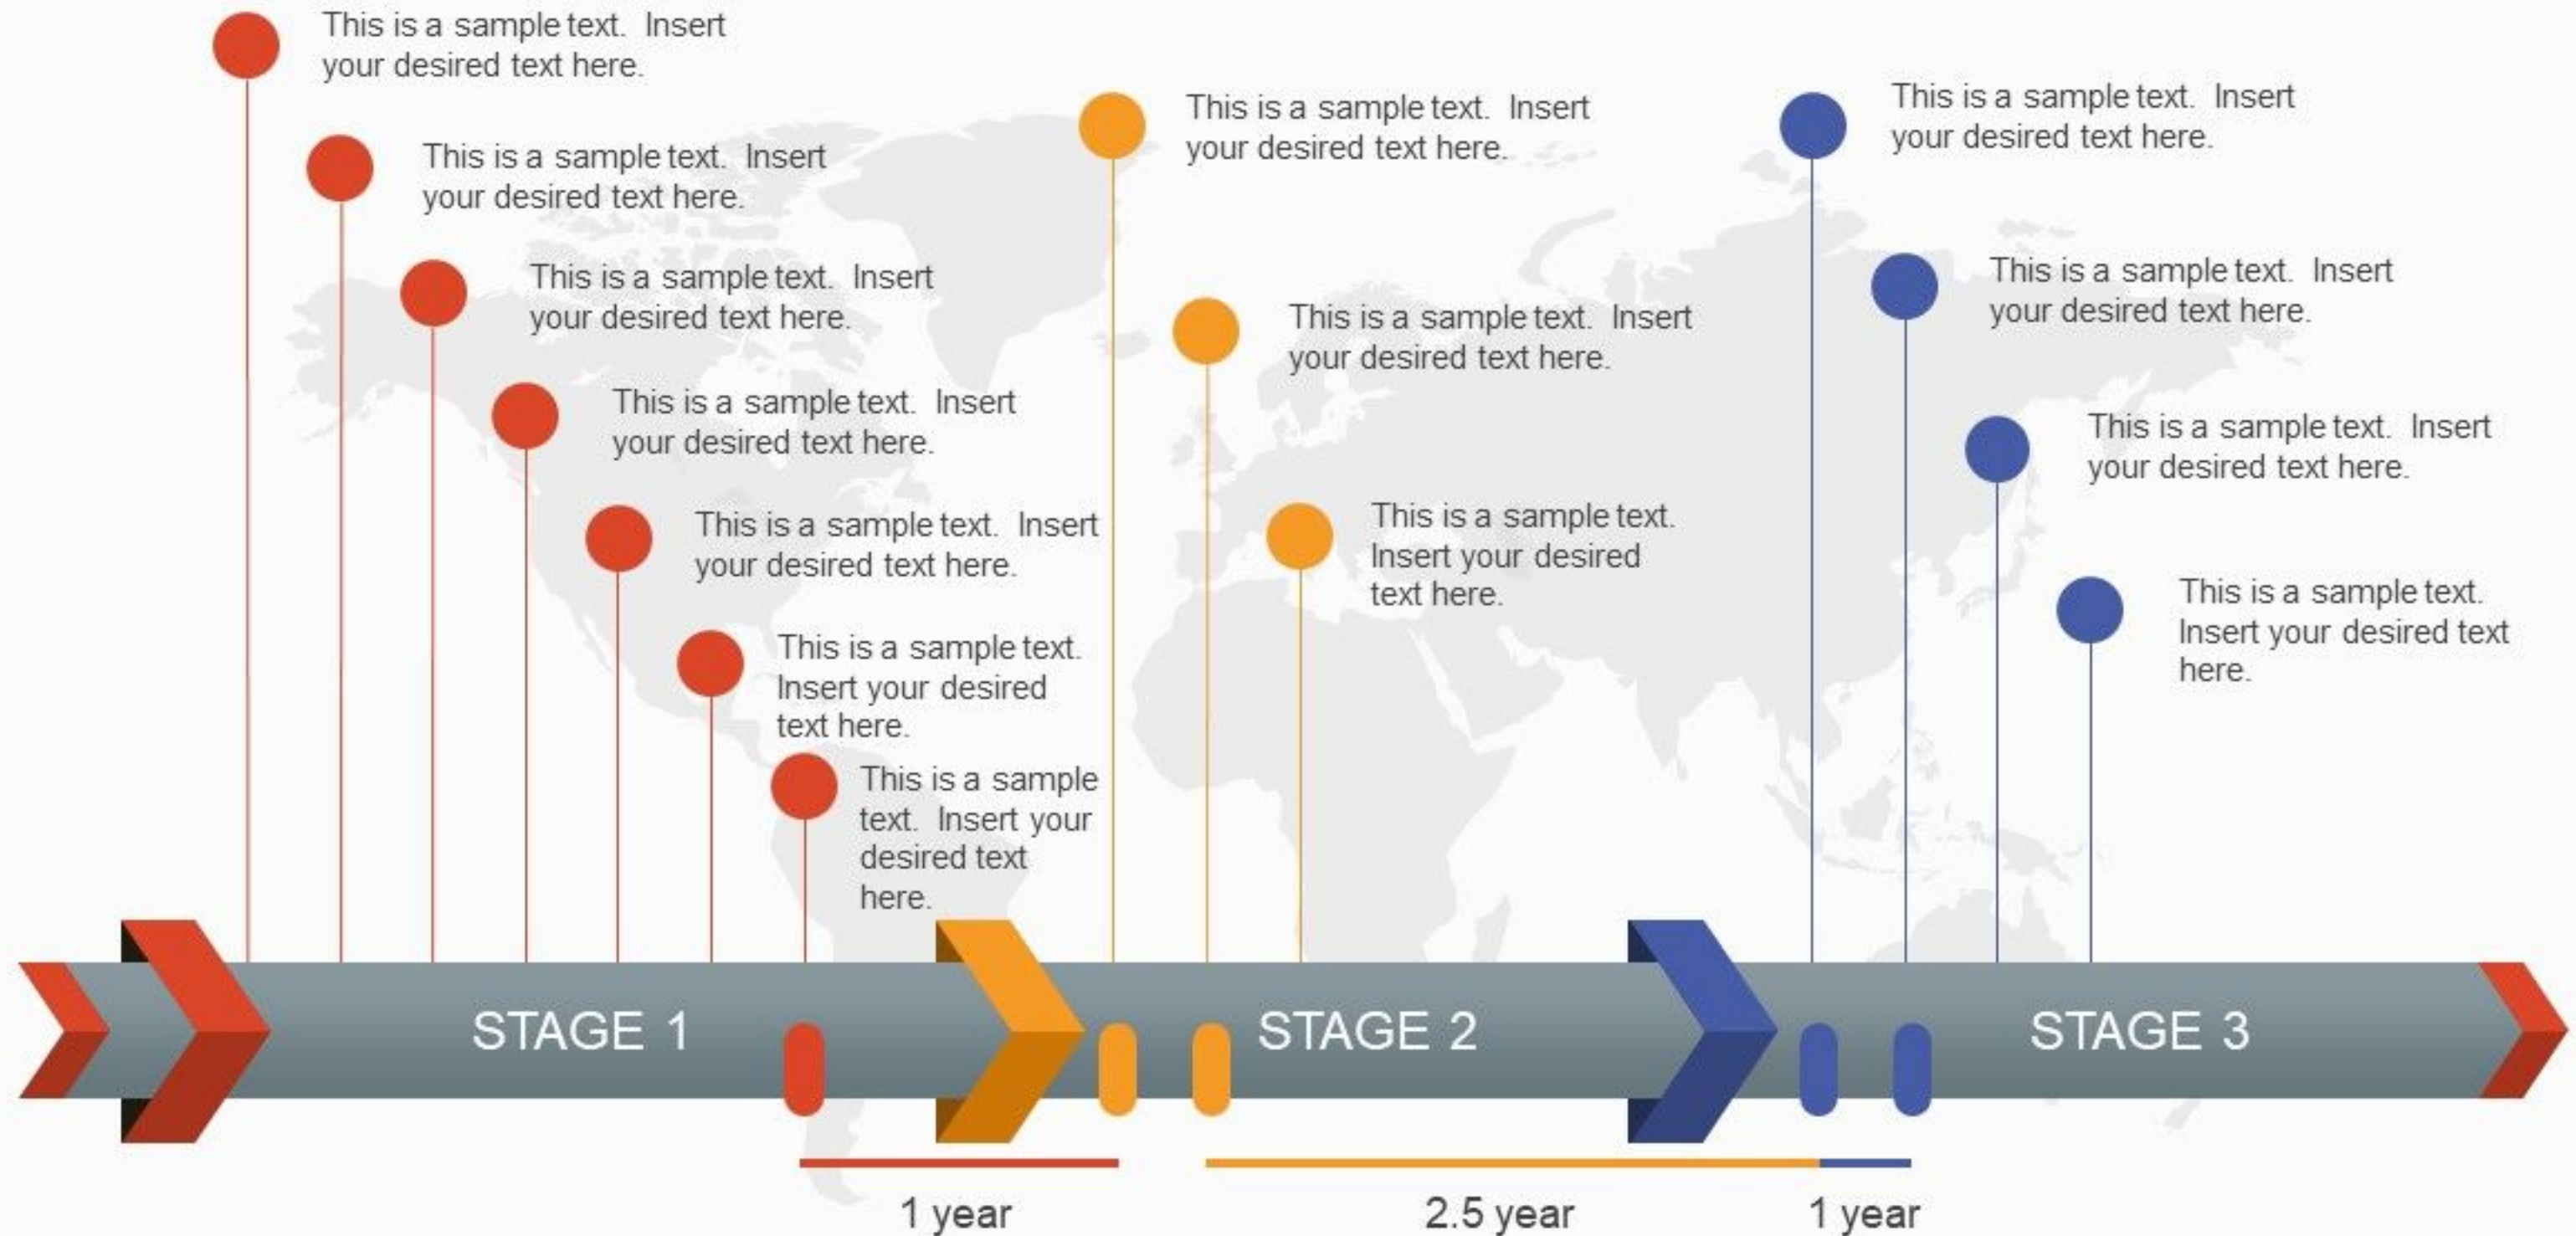 This is a sample text. Insert
your desired text here.
This is a sample text. Insert
your desired text here.
This is a sample text. Insert
your desired text here.
This is a sample text. Insert
your desired text here.
This is a sample text. Insert
your desired text here.
This is a sample text.
Insert your desired
text here.
This is a sample
text. Insert your
desired text
here.
This is a sample text. Insert
your desired text here.
This is a sample text. Insert
your desired text here.
This is a sample text.
Insert your desired
text here.
This is a sample text. Insert
your desired text here.
This is a sample text. Insert
your desired text here.
This is a sample text. Insert
your desired text here.
This is a sample text.
Insert your desired text
here.
STAGE 1
STAGE 2
STAGE 3
1 year
2.5 year
1 year